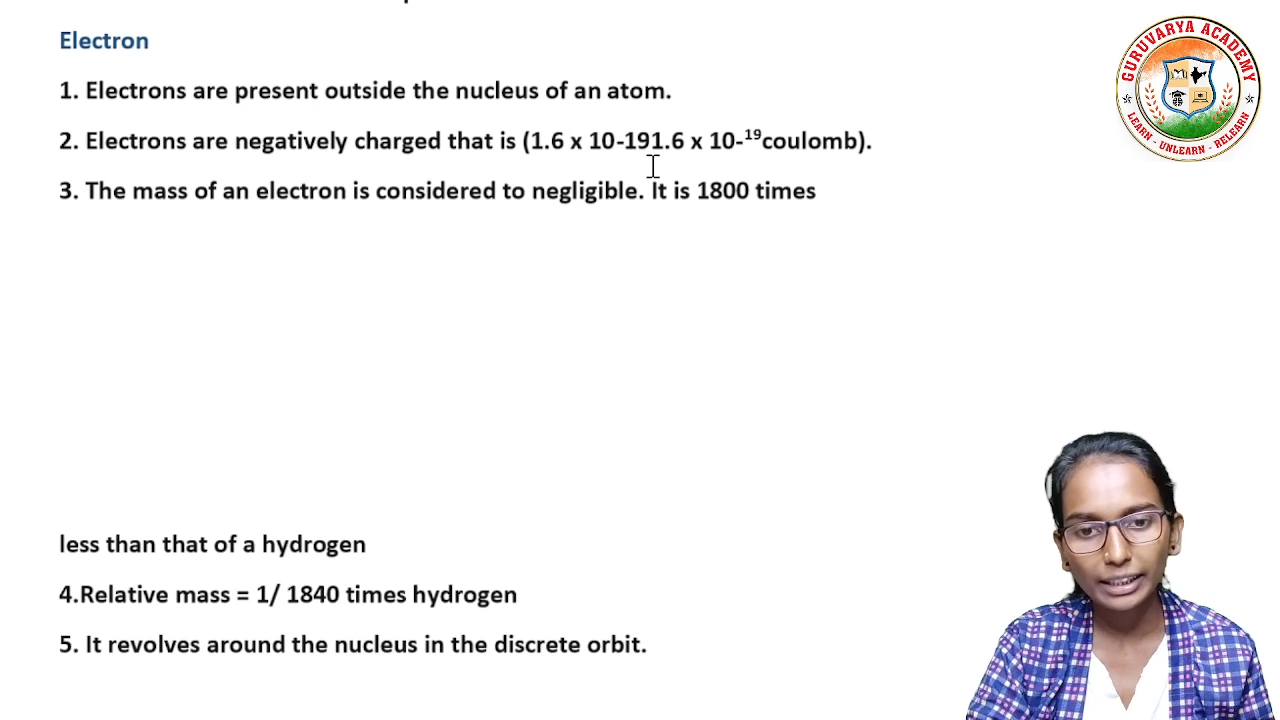 Electron
1. Electrons are present outside the nucleus of an atom.
2. Electrons are negatively charged that is (1.6 x 10-191.6 x 10-¹⁹coulomb).
3. The mass of an electron is considered to negligible. It is 1800 times
less than that of a hydrogen
4.Relative mass = 1/ 1840 times hydrogen
5. It revolves around the nucleus in the discrete orbit.
GURUVARYA ACADEMY
LEARN - UNLEARN - RELEARN